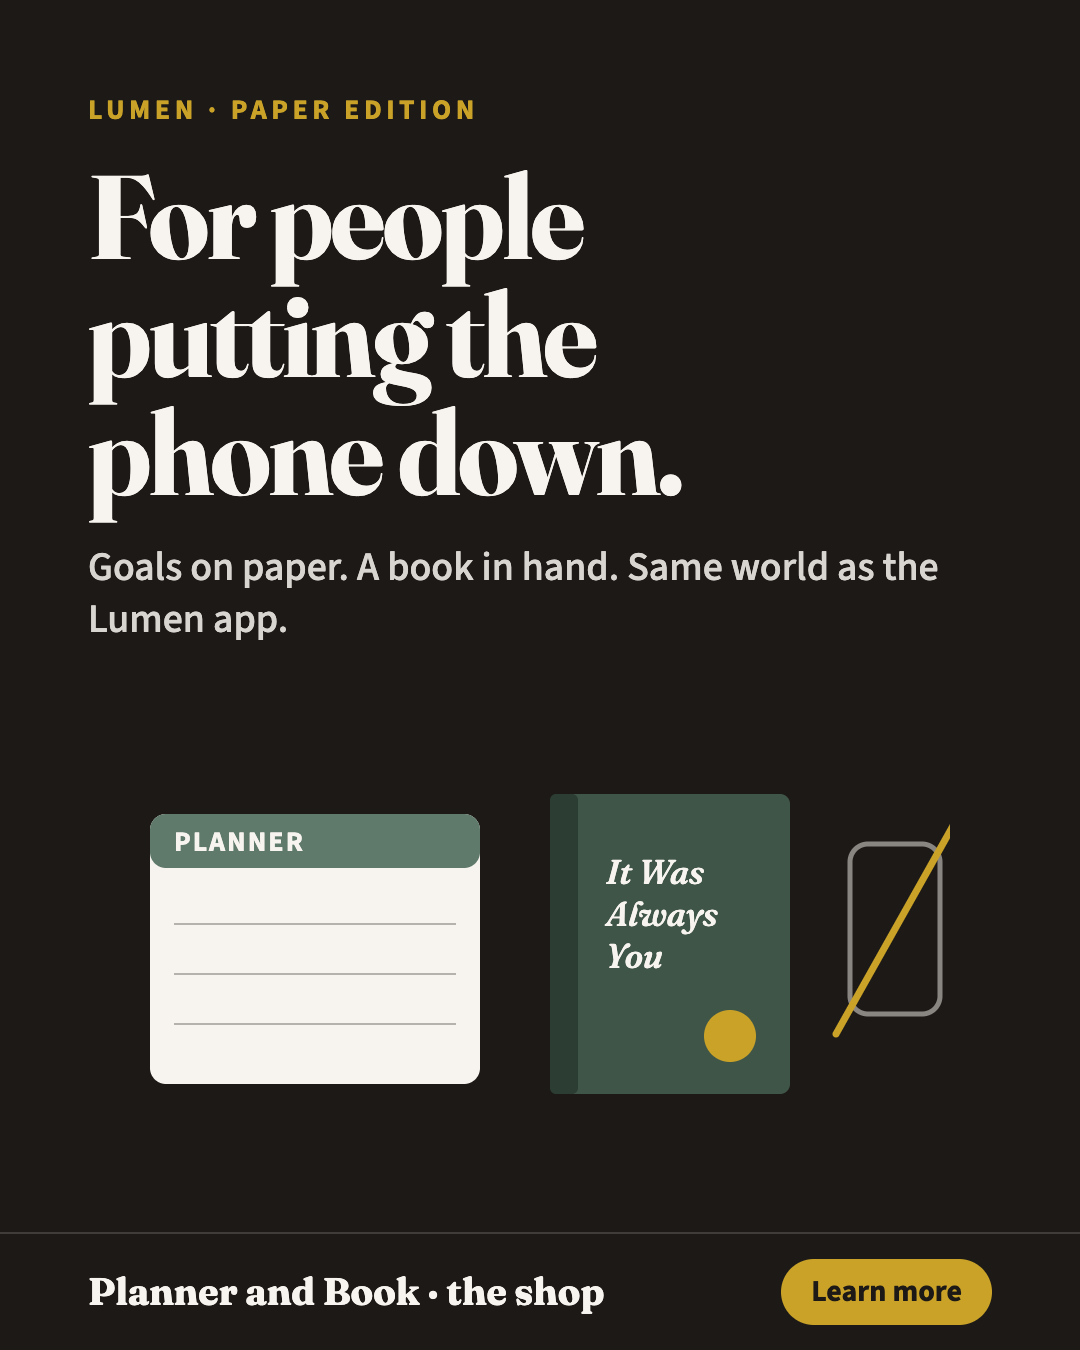 LUMEN · PAPER EDITION
For people
putting the
phone down.
Goals on paper. A book in hand. Same world as the
Lumen app.
PLANNER
It Was
Always
You
Planner and Book · the shop
Learn more